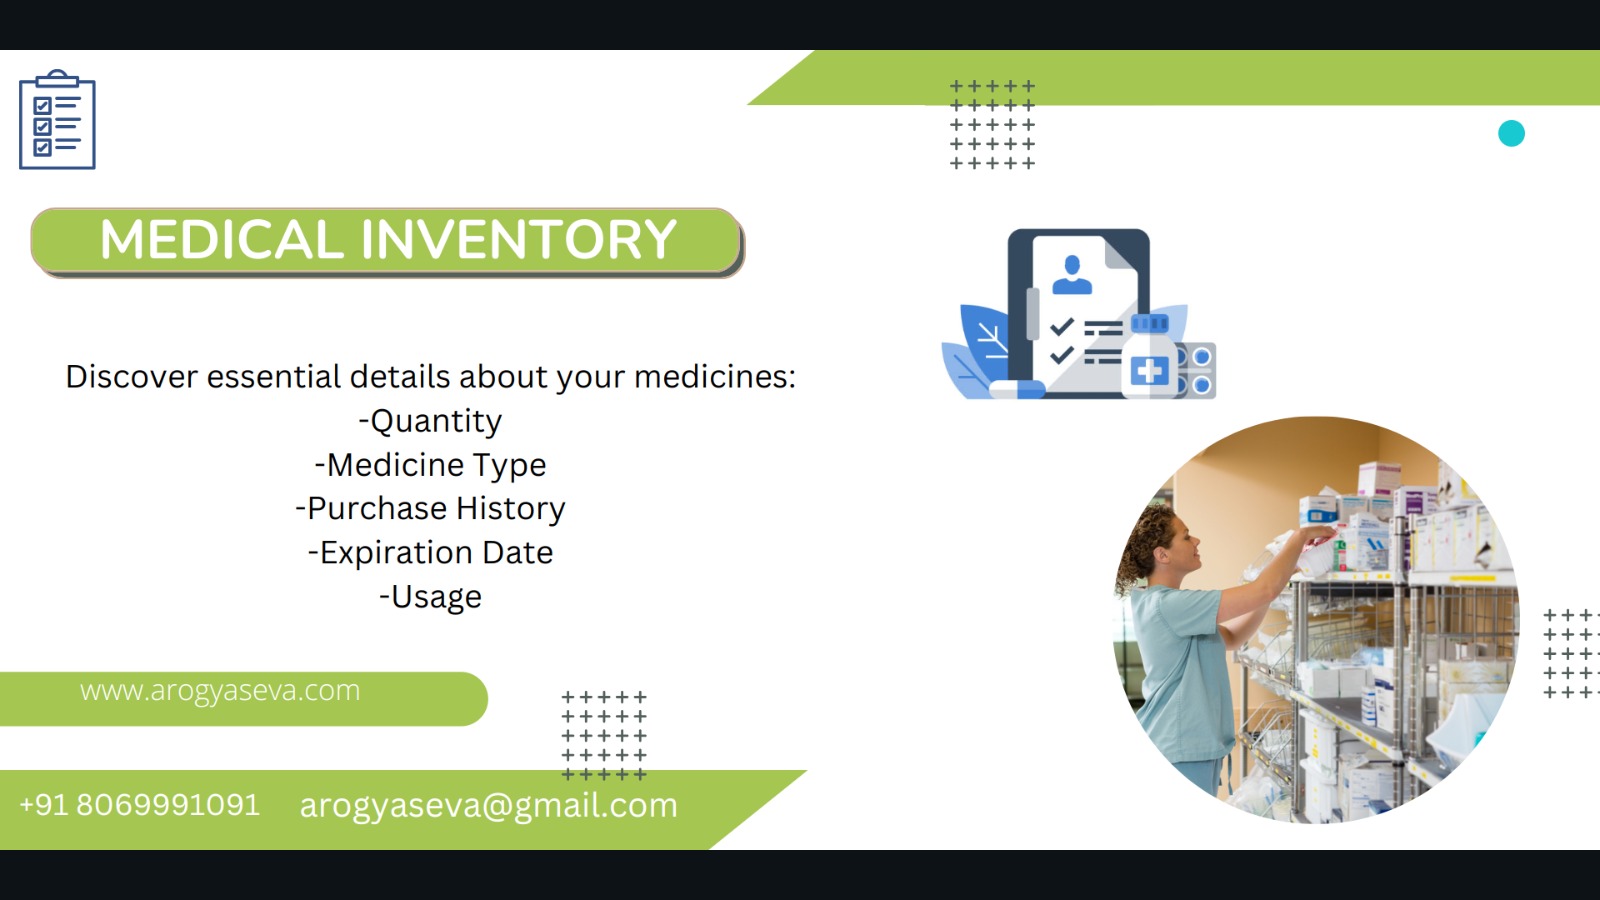 MEDICAL INVENTORY
Discover essential details about your medicines:
-Quantity
-Medicine Type
-Purchase History
-Expiration Date
-Usage
www.arogyaseva.com
+91 8069991091 arogyaseva@gmail.com